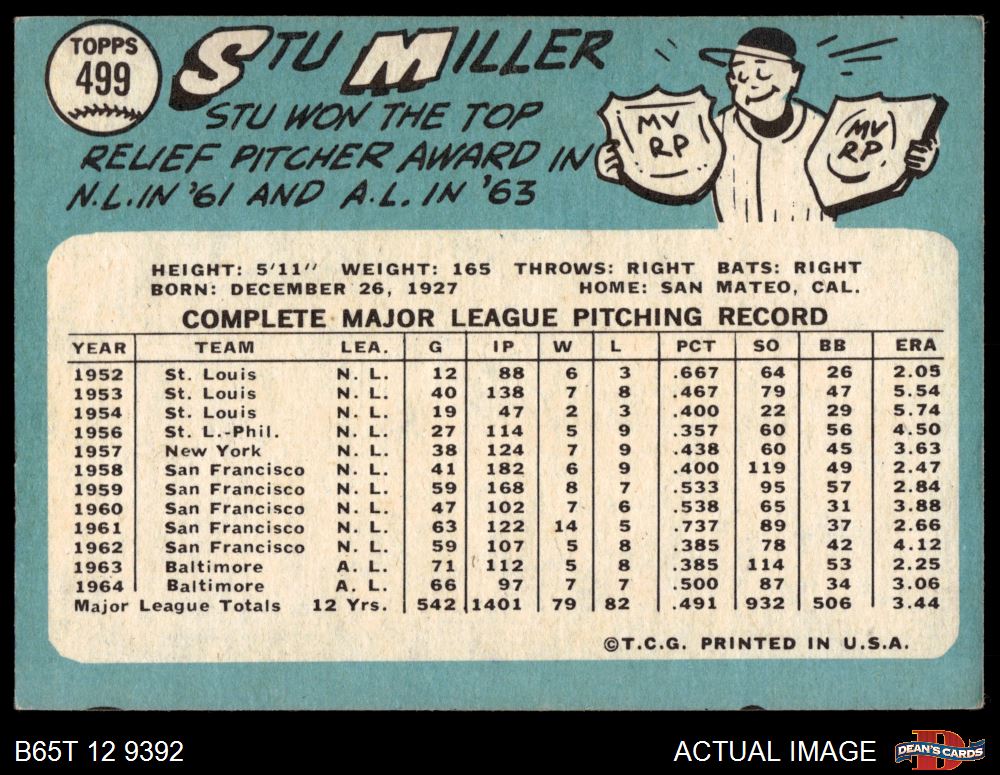 TOPPS
499
STU MILLER
STU WON THE TOP
RELIEF PITCHER AWARD IN
N.L. IN '61 AND A.L. IN '63
MV
RP
MV
RP.
HEIGHT: 5'11" WEIGHT: 165 THROWS: RIGHT BATS: RIGHT
BORN: DECEMBER 26, 1927 HOME: SAN MATEO, CAL.
COMPLETE MAJOR LEAGUE PITCHING RECORD
YEAR TEAM LEA. G IP W L PCT SO BB ERA
1952 St. Louis N. L. 12 88 6 3 .667 64 26 2.05
1953 St. Louis N. L. 40 138 7 8 .467 79 47 5.54
1954 St. Louis N. L. 19 47 2 3 .400 22 29 5.74
1956 St. L.-Phil. N. L. 27 114 5 9 .357 60 56 4.50
1957 New York N. L. 38 124 7 9 .438 60 45 3.63
1958 San Francisco N. L. 41 182 6 9 .400 119 49 2.47
1959 San Francisco N. L. 59 168 8 7 .533 95 57 2.84
1960 San Francisco N. L. 47 102 7 6 .538 65 31 3.88
1961 San Francisco N. L. 63 122 14 5 .737 89 37 2.66
1962 San Francisco N. L. 59 107 5 8 .385 78 42 4.12
1963 Baltimore A. L. 71 112 5 8 .385 114 53 2.25
1964 Baltimore A. L. 66 97 7 7 .500 87 34 3.06
Major League Totals 12 Yrs. 542 1401 79 82 .491 932 506 3.44
©T.C.G. PRINTED IN U.S.A.
B65T 12 9392 ACTUAL IMAGE
DEAN'S CARDS